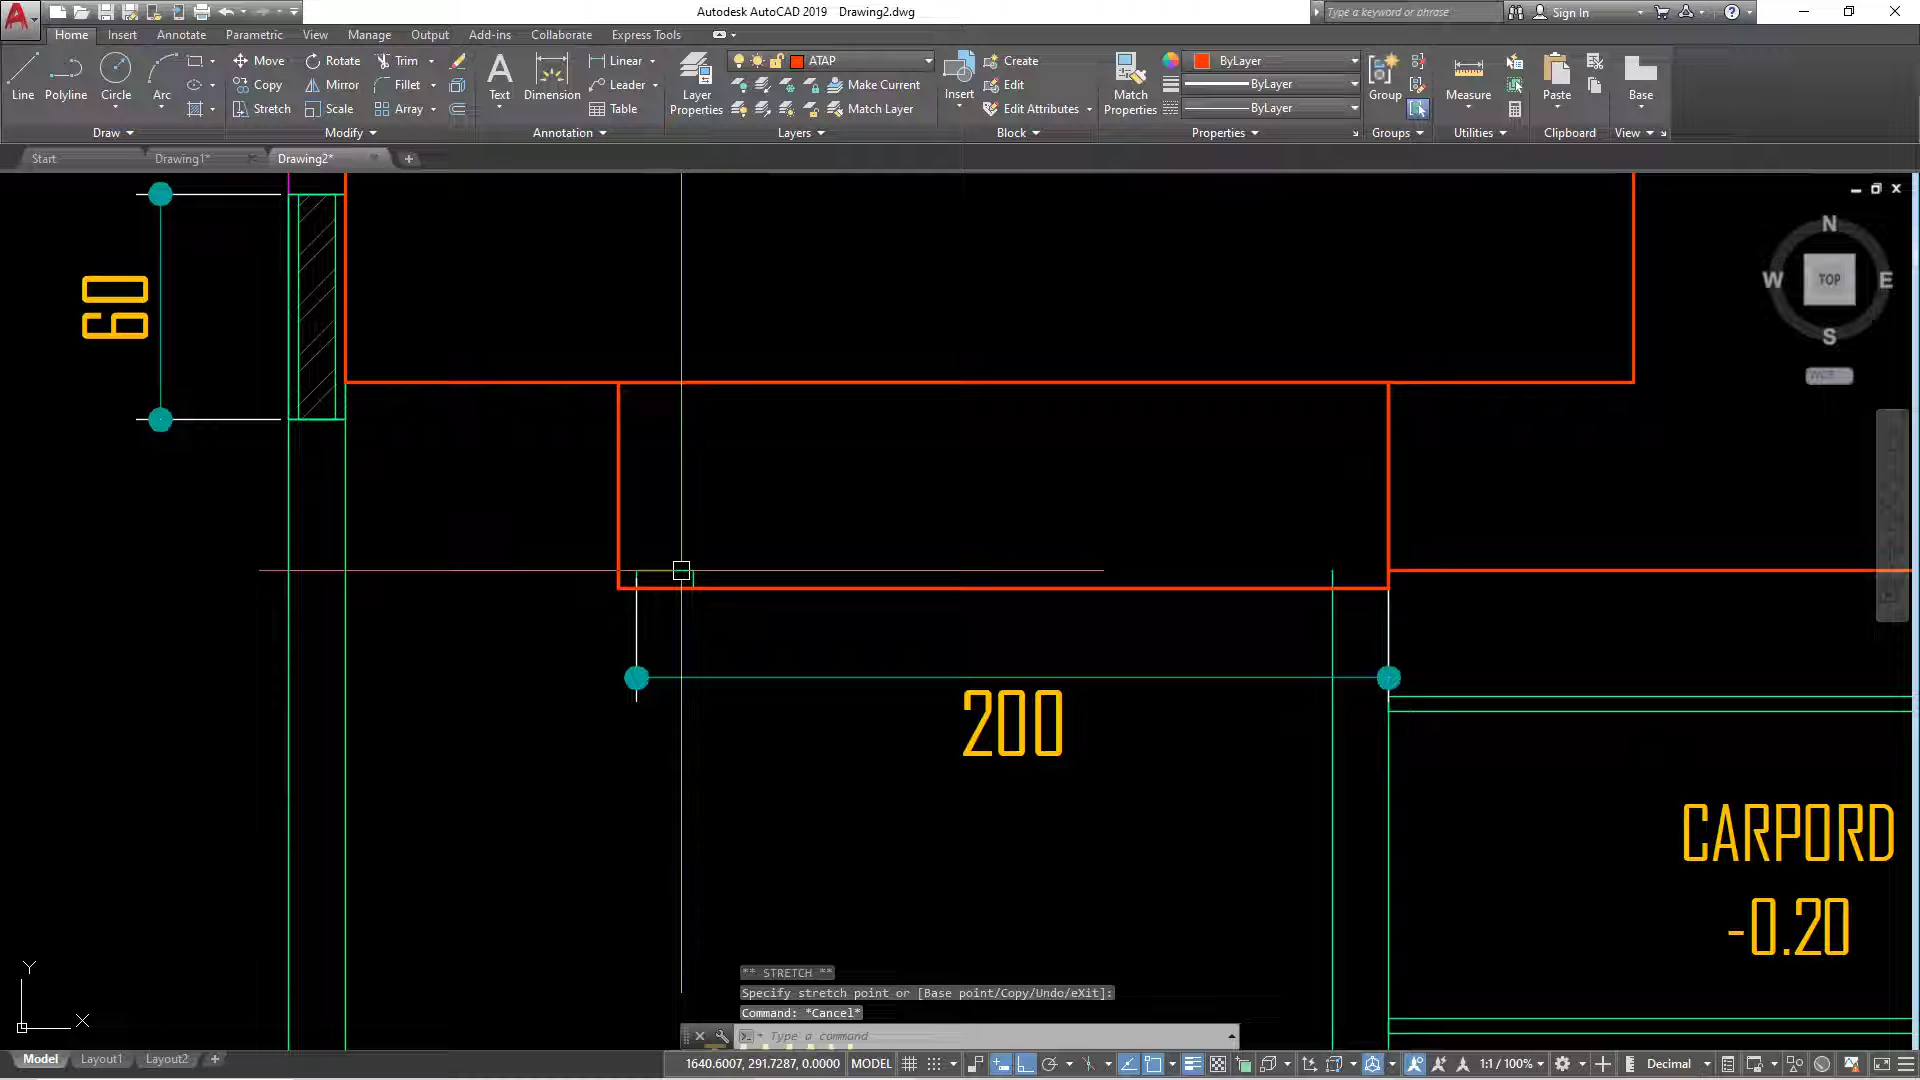 Autodesk AutoCAD 2019 Drawing2.dwg
Type a keyword or phrase
Sign In
Home Insert Annotate Parametric View Manage Output Add-ins Collaborate Express Tools
Line Polyline Circle Arc
Move Rotate Trim
Copy Mirror Fillet
Stretch Scale Array
Text Dimension
Linear
Leader
Table
Layer Properties
ATAP
Make Current
Match Layer
Insert
Create
Edit
Edit Attributes
Match Properties
ByLayer
ByLayer
ByLayer
Group
Measure
Paste
Base
Draw Modify Annotation Layers Block Properties Groups Utilities Clipboard View
Start Drawing1* Drawing2*
N
W TOP E
S
WCS
60
200
CARPORD
-0.20
Y
X
** STRETCH **
Specify stretch point or [Base point/Copy/Undo/eXit]:
Command: *Cancel*
Type a command
Model Layout1 Layout2
1640.6007, 291.7287, 0.0000 MODEL
1:1 / 100%
Decimal